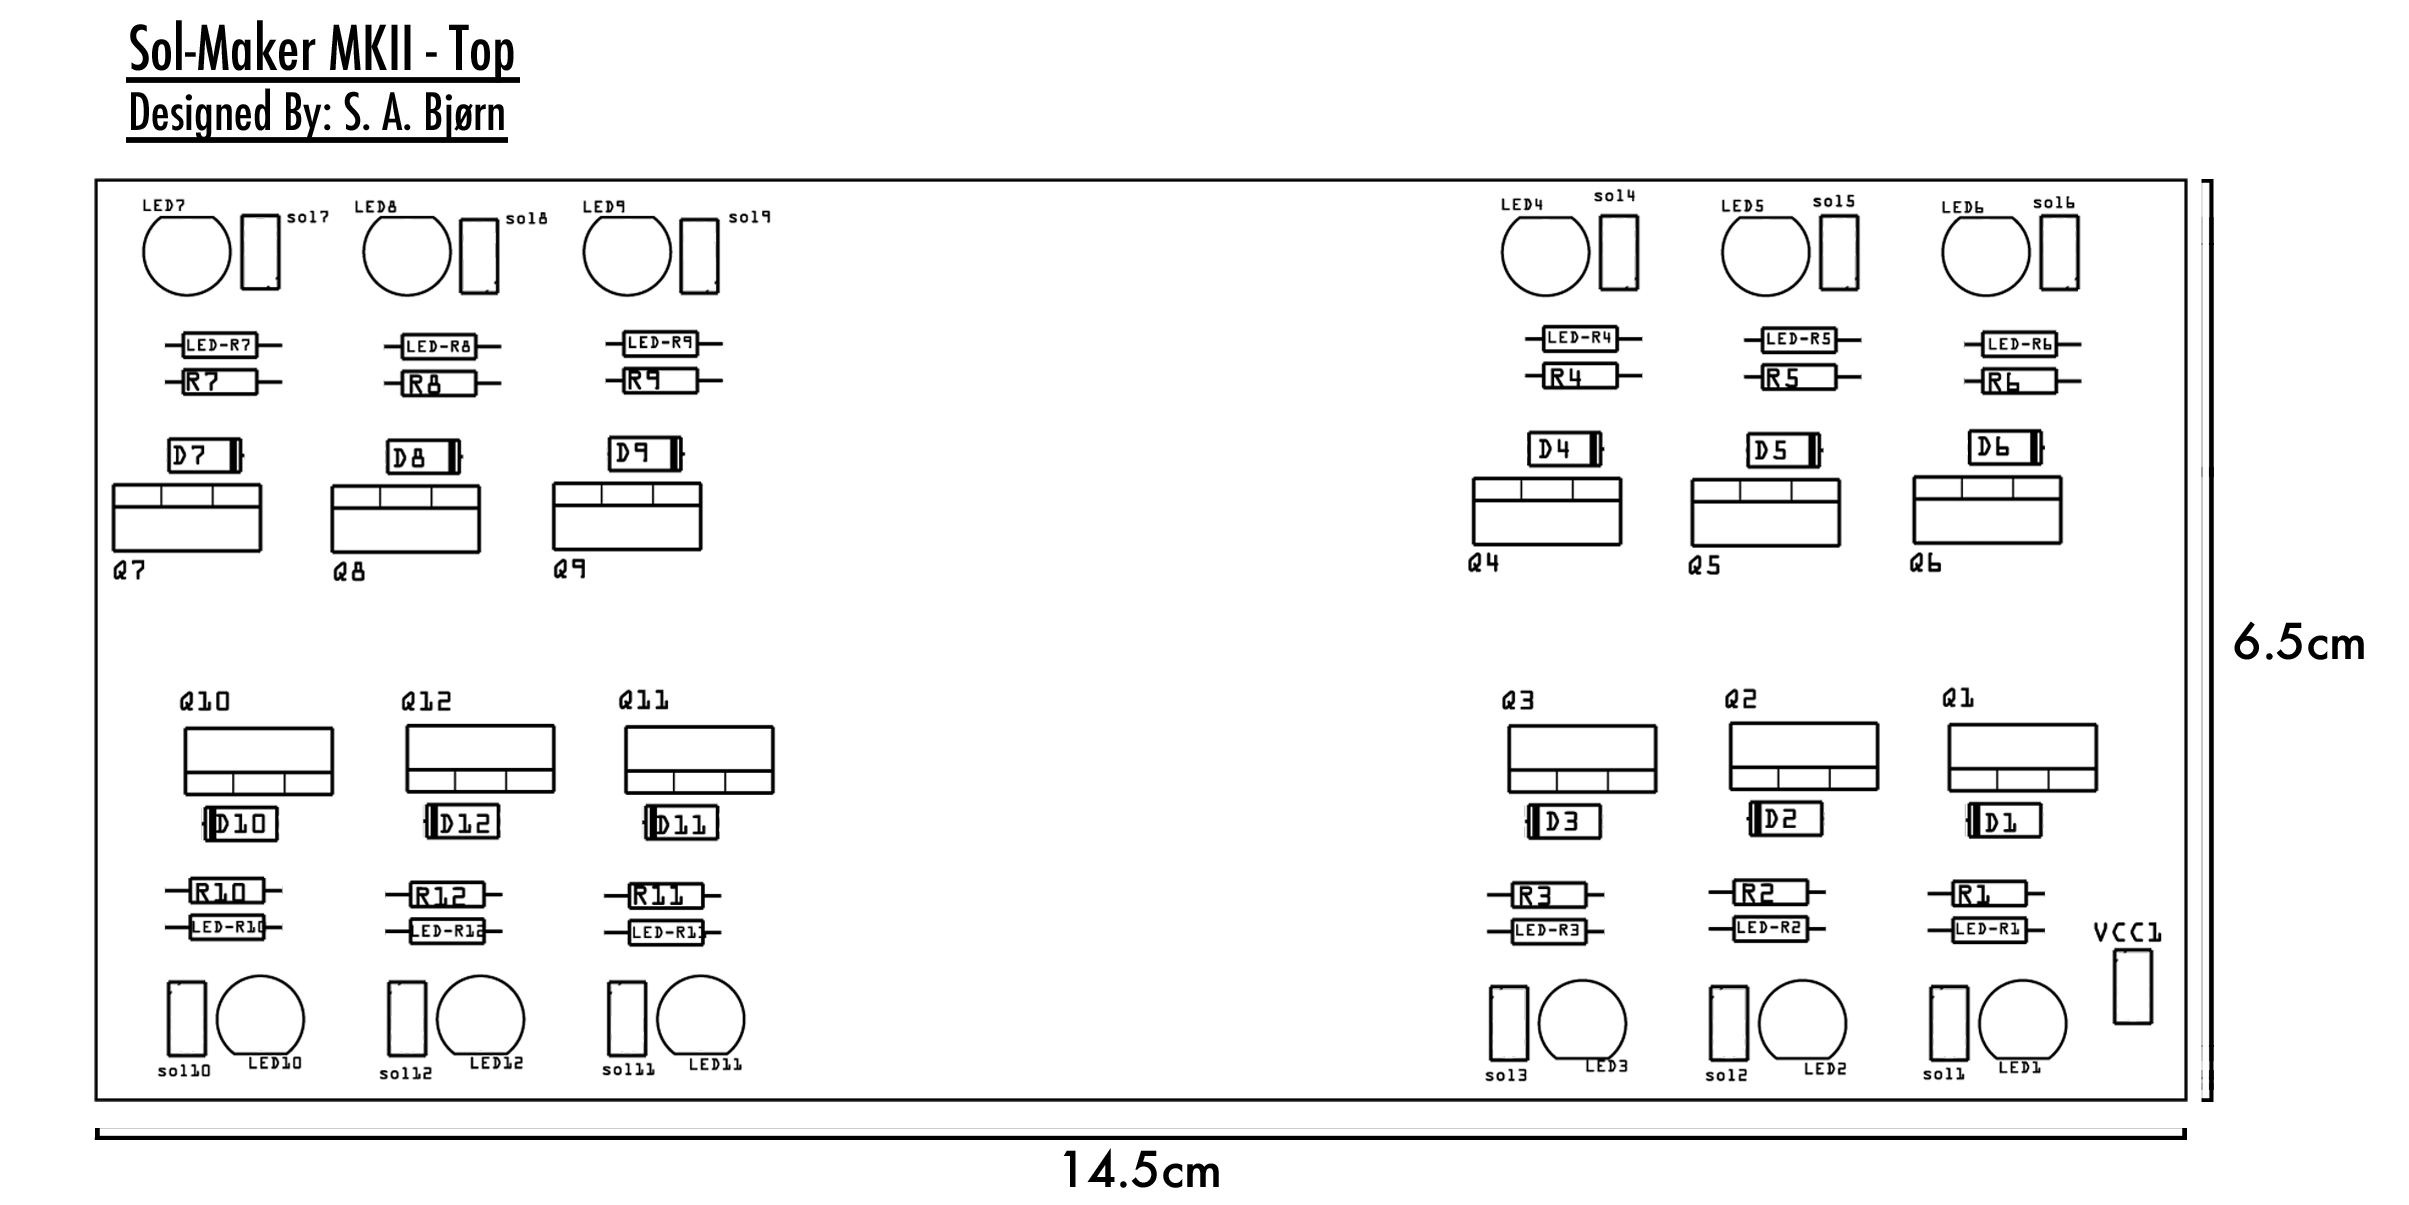 Sol-Maker MKII - Top
Designed By: S. A. Bjørn
LED7 sol7 LED8 sol8 LED9 sol9 LED4 sol4 LED5 sol5 LED6 sol6
LED-R7 LED-R8 LED-R9 LED-R4 LED-R5 LED-R6
R7 R8 R9 R4 R5 R6
D7 D8 D9 D4 D5 D6
Q7 Q8 Q9 Q4 Q5 Q6
6.5cm
Q10 Q12 Q11 Q3 Q2 Q1
D10 D12 D11 D3 D2 D1
R10 R12 R11 R3 R2 R1
LED-R10 LED-R12 LED-R11 LED-R3 LED-R2 LED-R1 VCC1
sol10 LED10 sol12 LED12 sol11 LED11 sol3 LED3 sol2 LED2 sol1 LED1
14.5cm